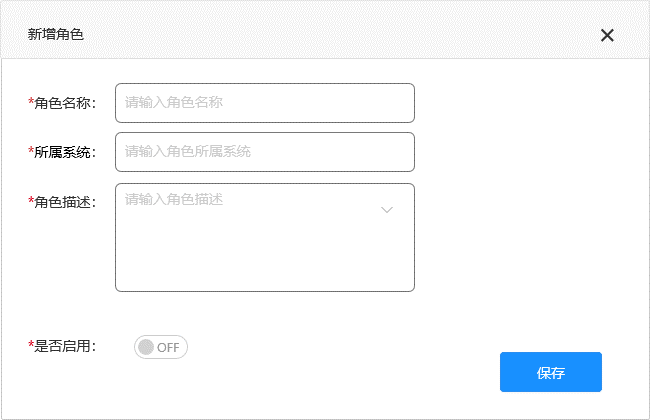 新增角色
*角色名称：
请输入角色名称
*所属系统：
请输入角色所属系统
*角色描述：
请输入角色描述
*是否启用：
OFF
保存